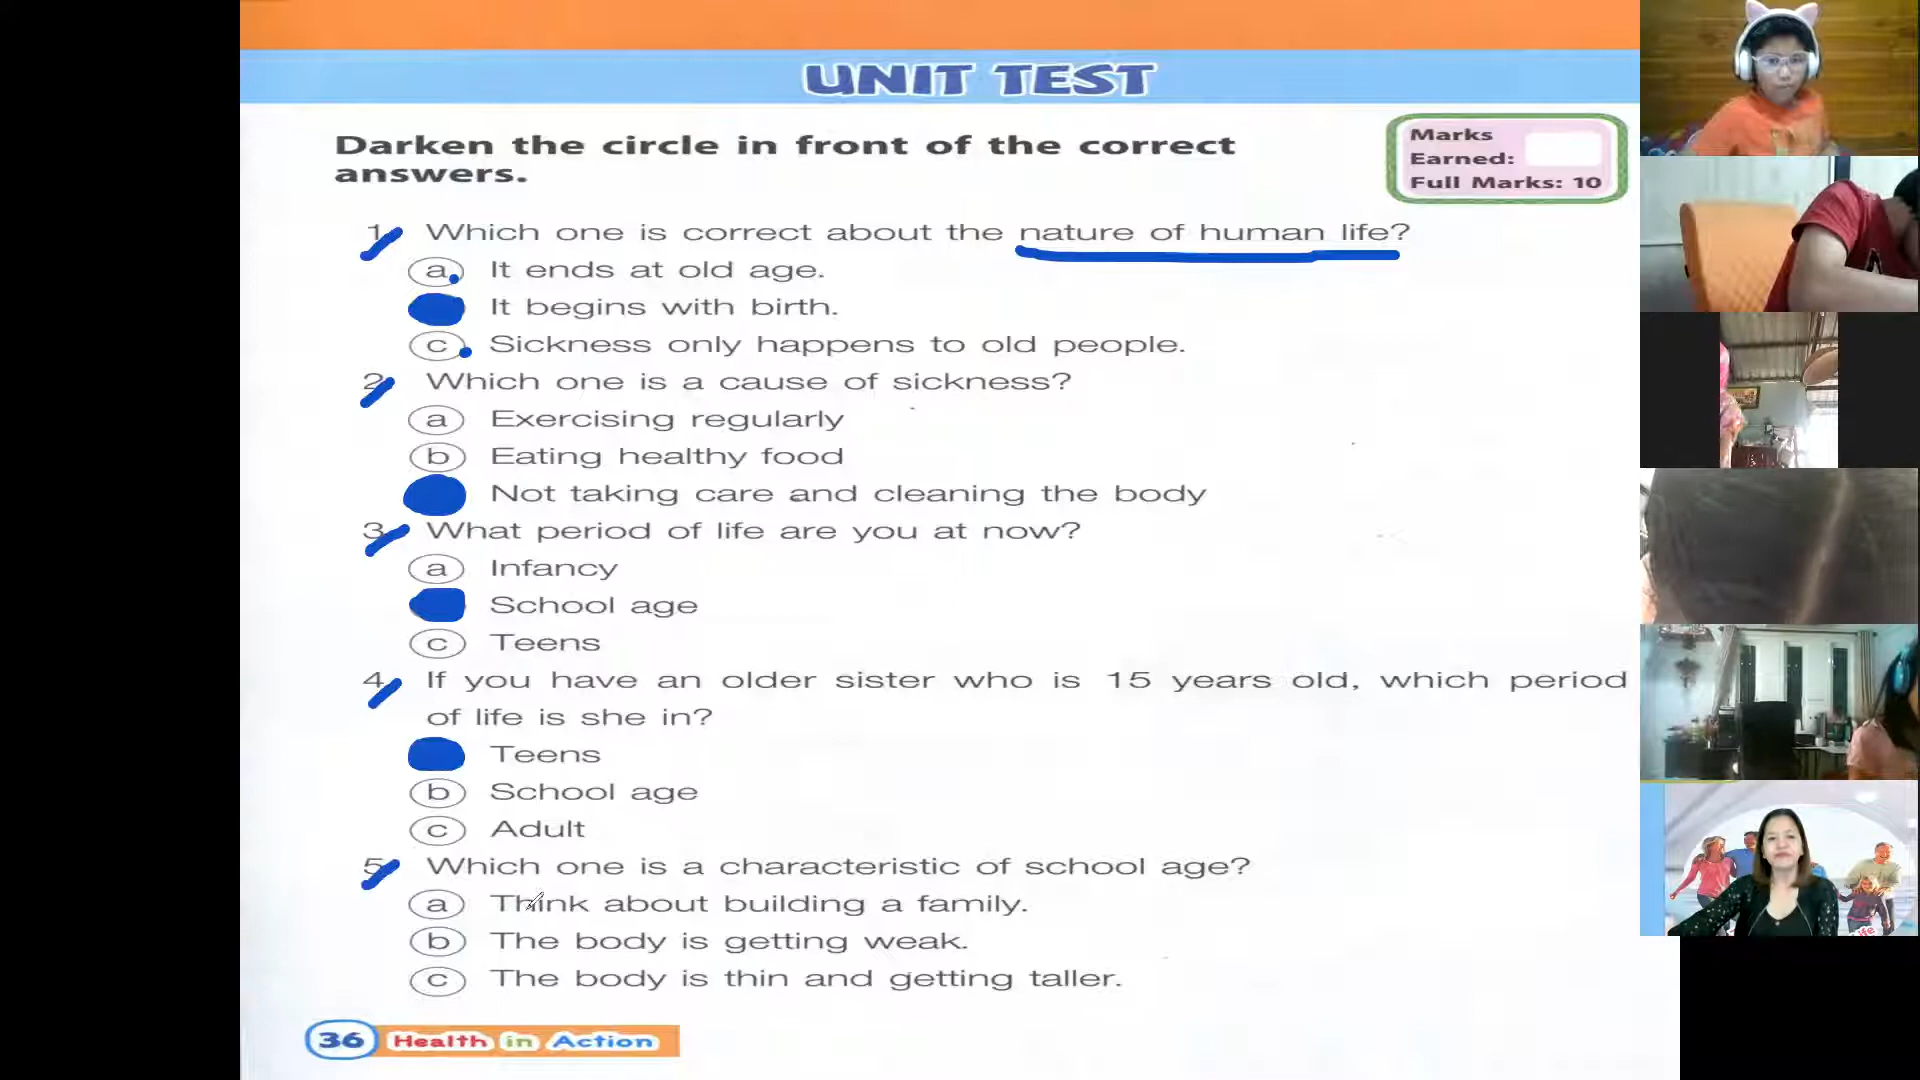 UNIT TEST
Darken the circle in front of the correct
answers.
Marks
Earned:
Full Marks: 10
1. Which one is correct about the nature of human life?
a. It ends at old age.
It begins with birth.
c. Sickness only happens to old people.
2. Which one is a cause of sickness?
a Exercising regularly
b Eating healthy food
Not taking care and cleaning the body
3. What period of life are you at now?
a Infancy
School age
c Teens
4. If you have an older sister who is 15 years old, which period
of life is she in?
Teens
b School age
c Adult
5. Which one is a characteristic of school age?
a Think about building a family.
b The body is getting weak.
c The body is thin and getting taller.
36 Health in Action